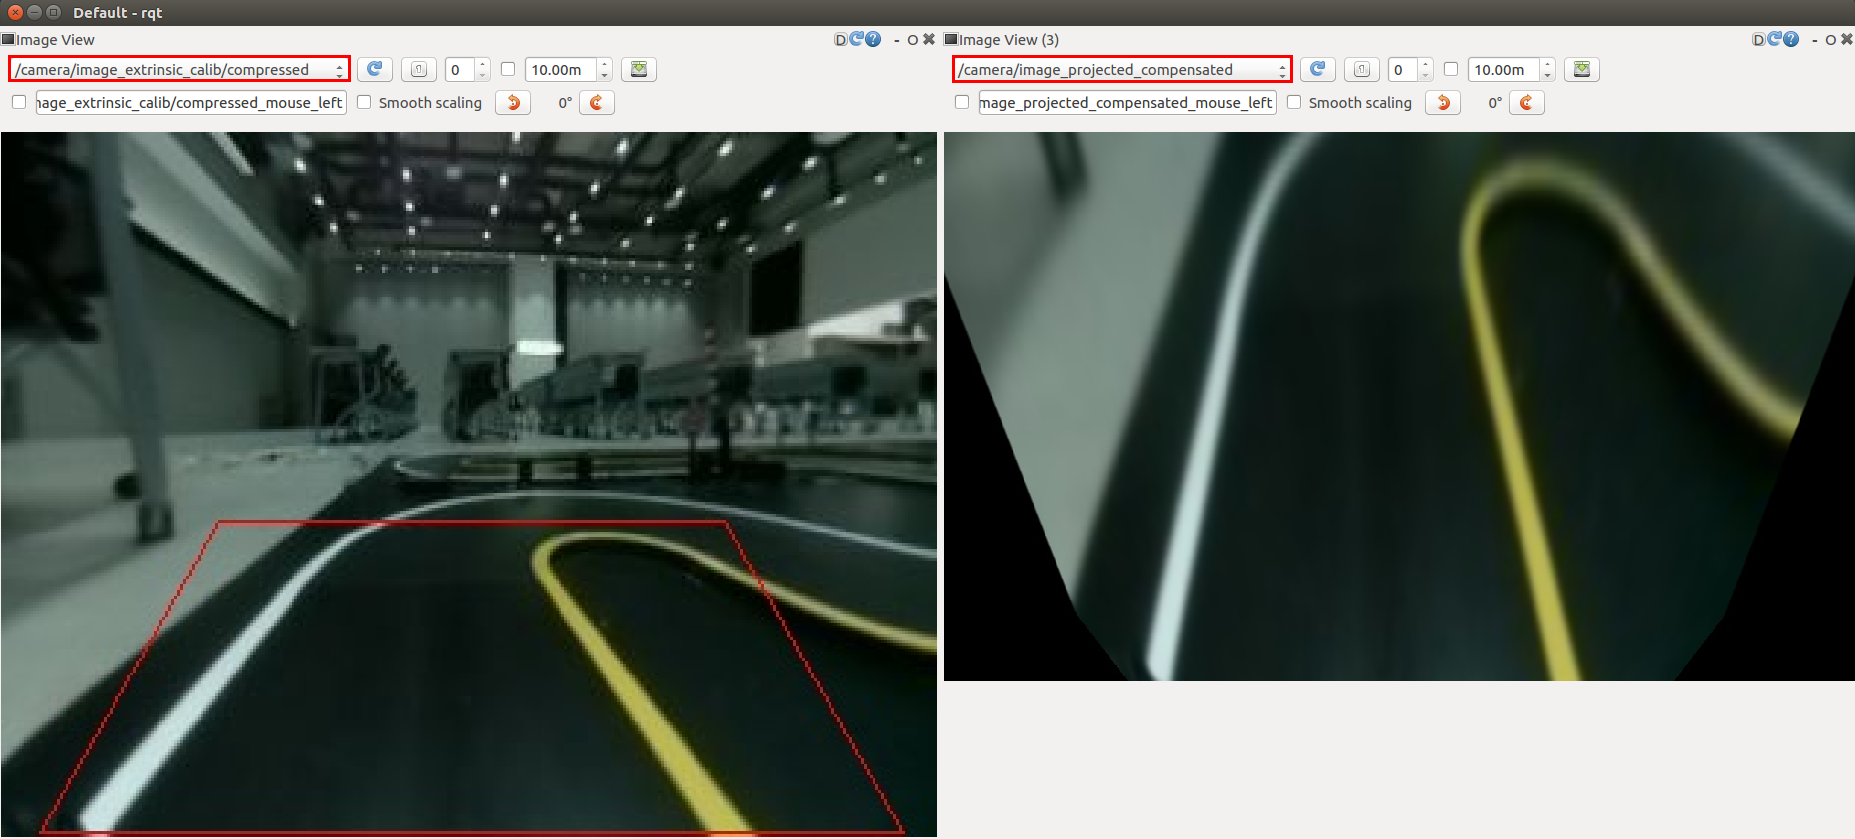 Default - rqt
Image View
D ? - O
/camera/image_extrinsic_calib/compressed
0
10.00m
nage_extrinsic_calib/compressed_mouse_left
Smooth scaling
0°
Image View (3)
D ? - O
/camera/image_projected_compensated
0
10.00m
mage_projected_compensated_mouse_left
Smooth scaling
0°